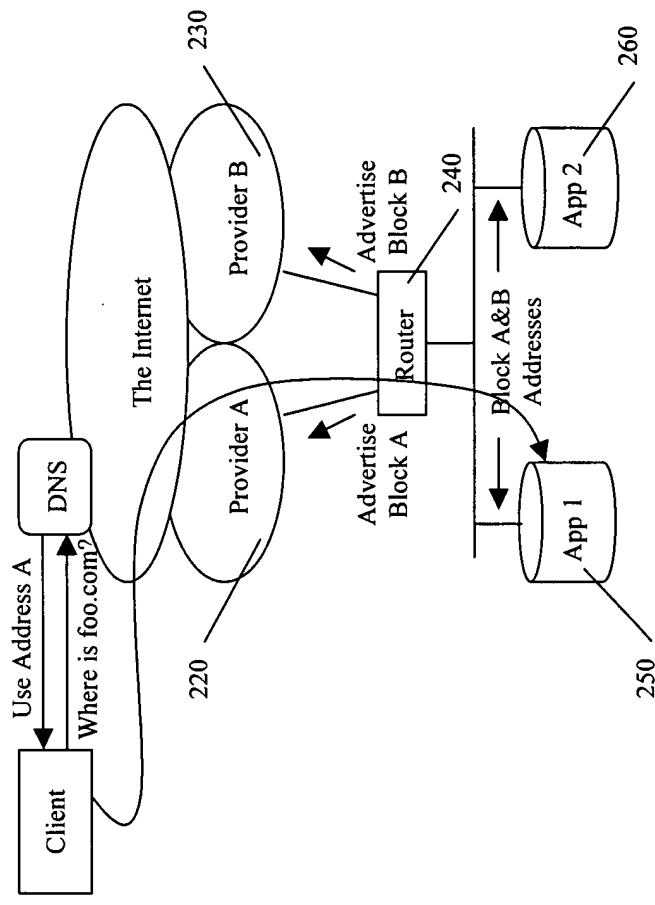 Client
Use Address A
Where is foo.com?
DNS
The Internet
Provider A
Provider B
220
230
Advertise
Block A
Advertise
Block B
Router
240
Block A&B
Addresses
App 1
App 2
250
260